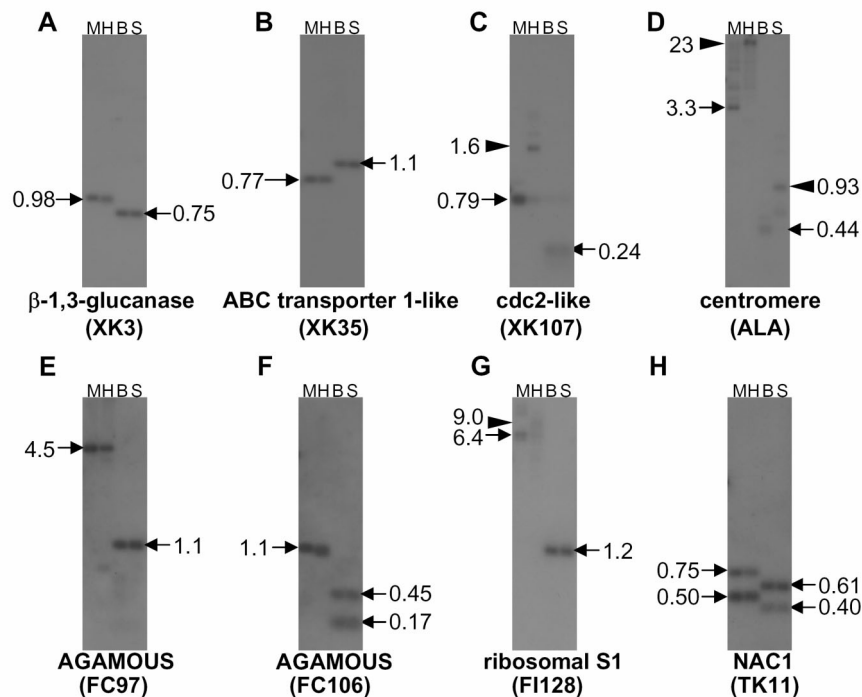 A
MHBS
0.98
0.75
β-1,3-glucanase
(XK3)
B
MHBS
0.77
1.1
ABC transporter 1-like
(XK35)
C
MHBS
1.6
0.79
0.24
cdc2-like
(XK107)
D
MHBS
23
3.3
0.93
0.44
centromere
(ALA)
E
MHBS
4.5
1.1
AGAMOUS
(FC97)
F
MHBS
1.1
0.45
0.17
AGAMOUS
(FC106)
G
MHBS
9.0
6.4
1.2
ribosomal S1
(FI128)
H
MHBS
0.75
0.50
0.61
0.40
NAC1
(TK11)